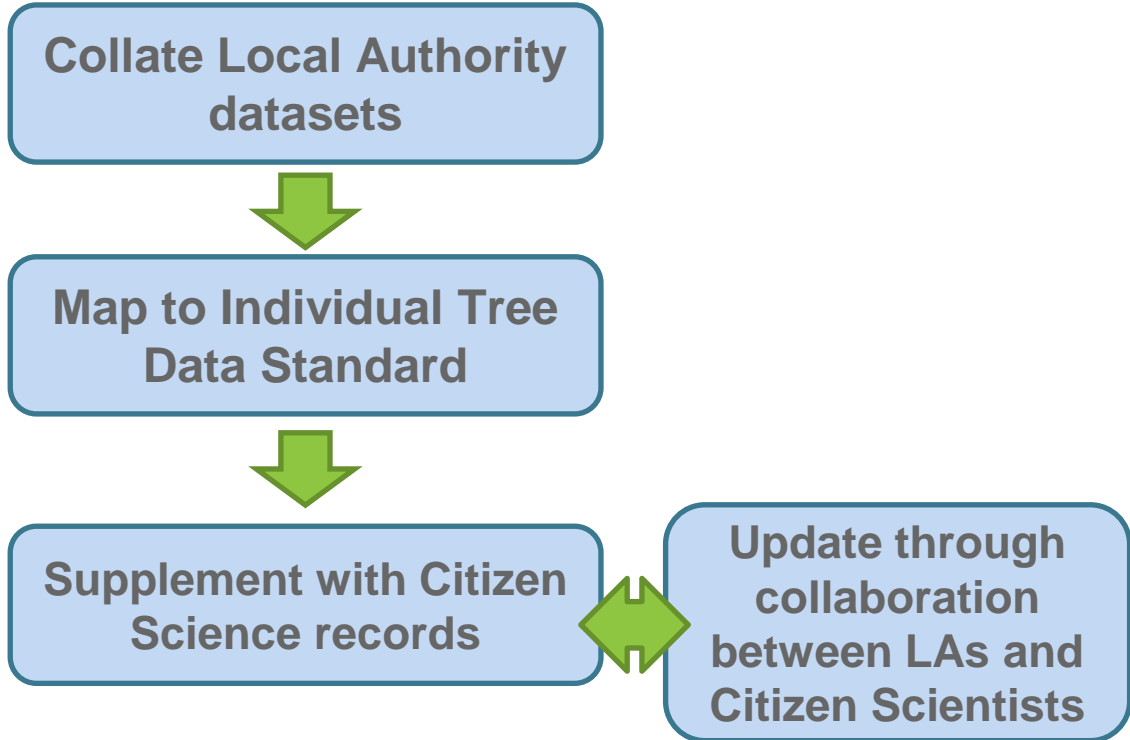 Collate Local Authority
datasets
Map to Individual Tree
Data Standard
Supplement with Citizen
Science records
Update through
collaboration
between LAs and
Citizen Scientists